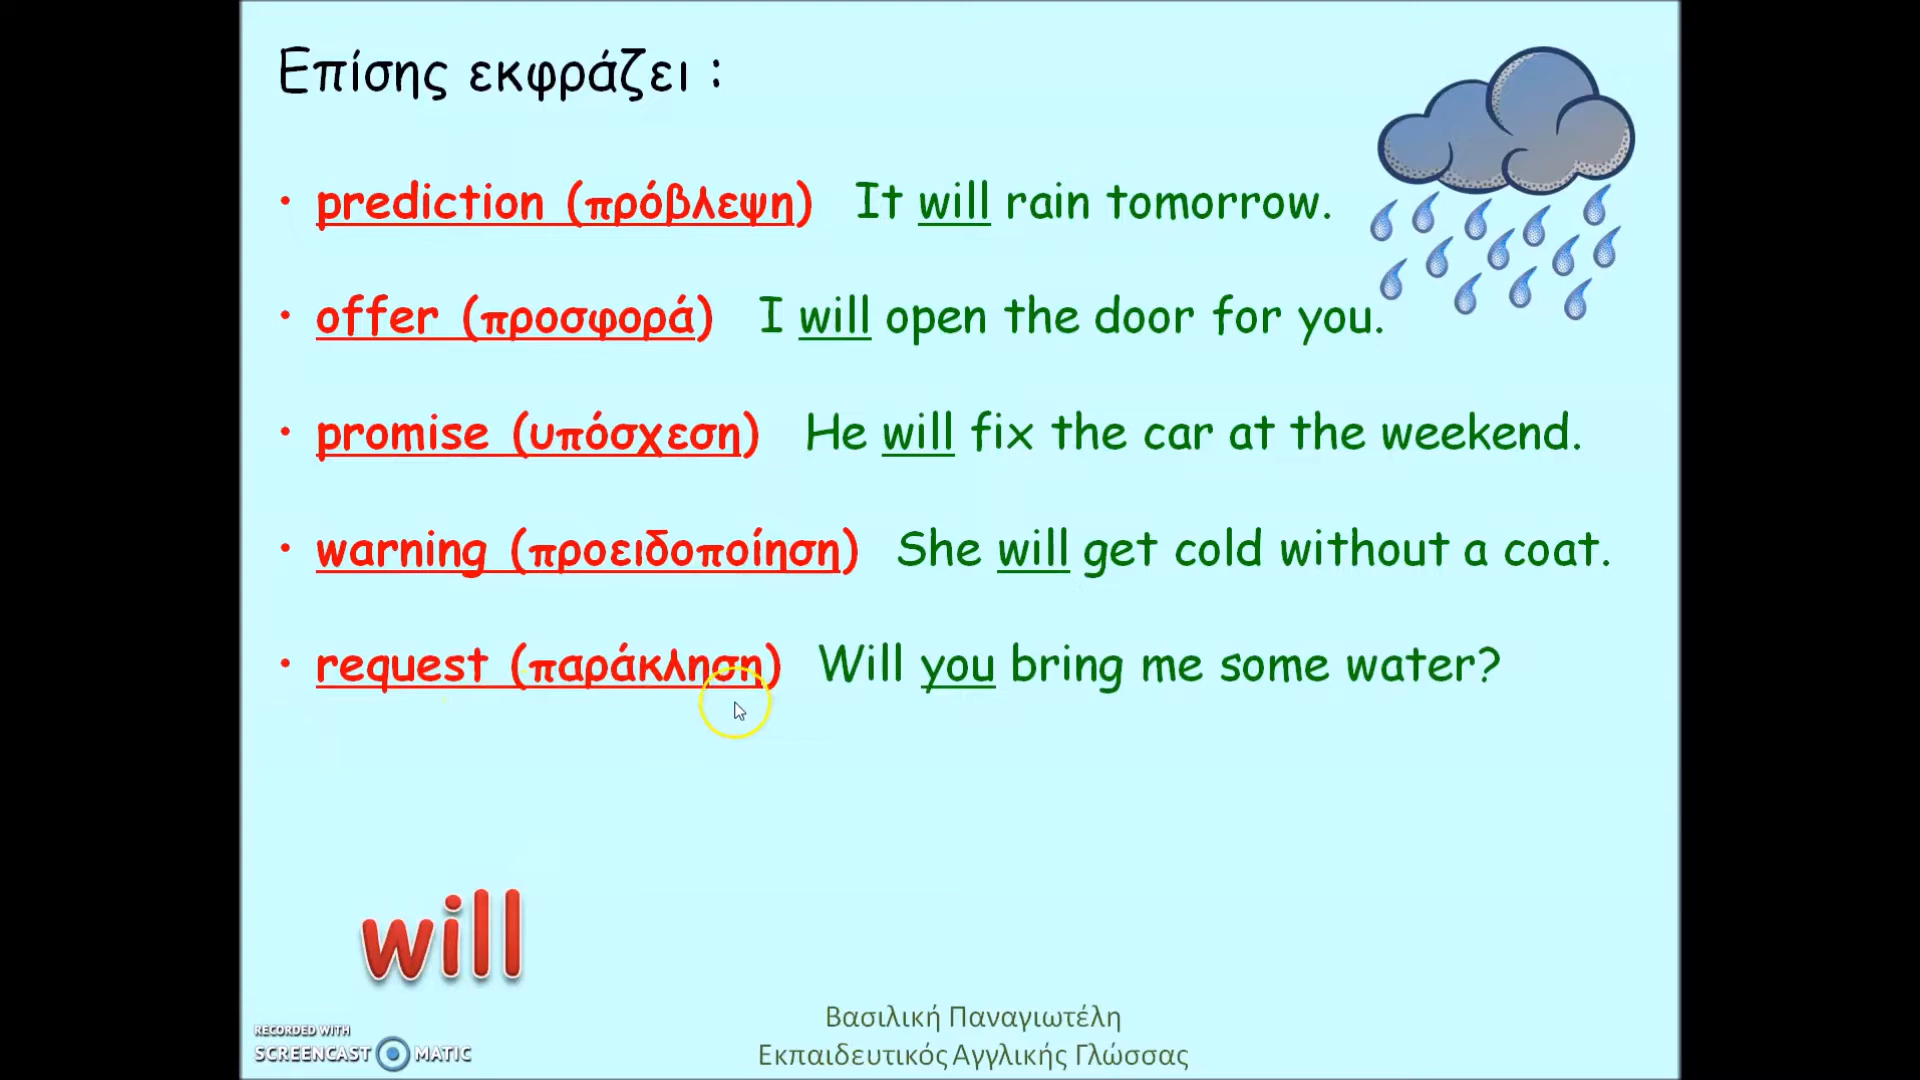 Επίσης εκφράζει :
• prediction (πρόβλεψη) It will rain tomorrow.
• offer (προσφορά) I will open the door for you.
• promise (υπόσχεση) He will fix the car at the weekend.
• warning (προειδοποίηση) She will get cold without a coat.
• request (παράκληση) Will you bring me some water?
will
RECORDED WITH
SCREENCAST MATIC
Βασιλική Παναγιωτέλη
Εκπαιδευτικός Αγγλικής Γλώσσας